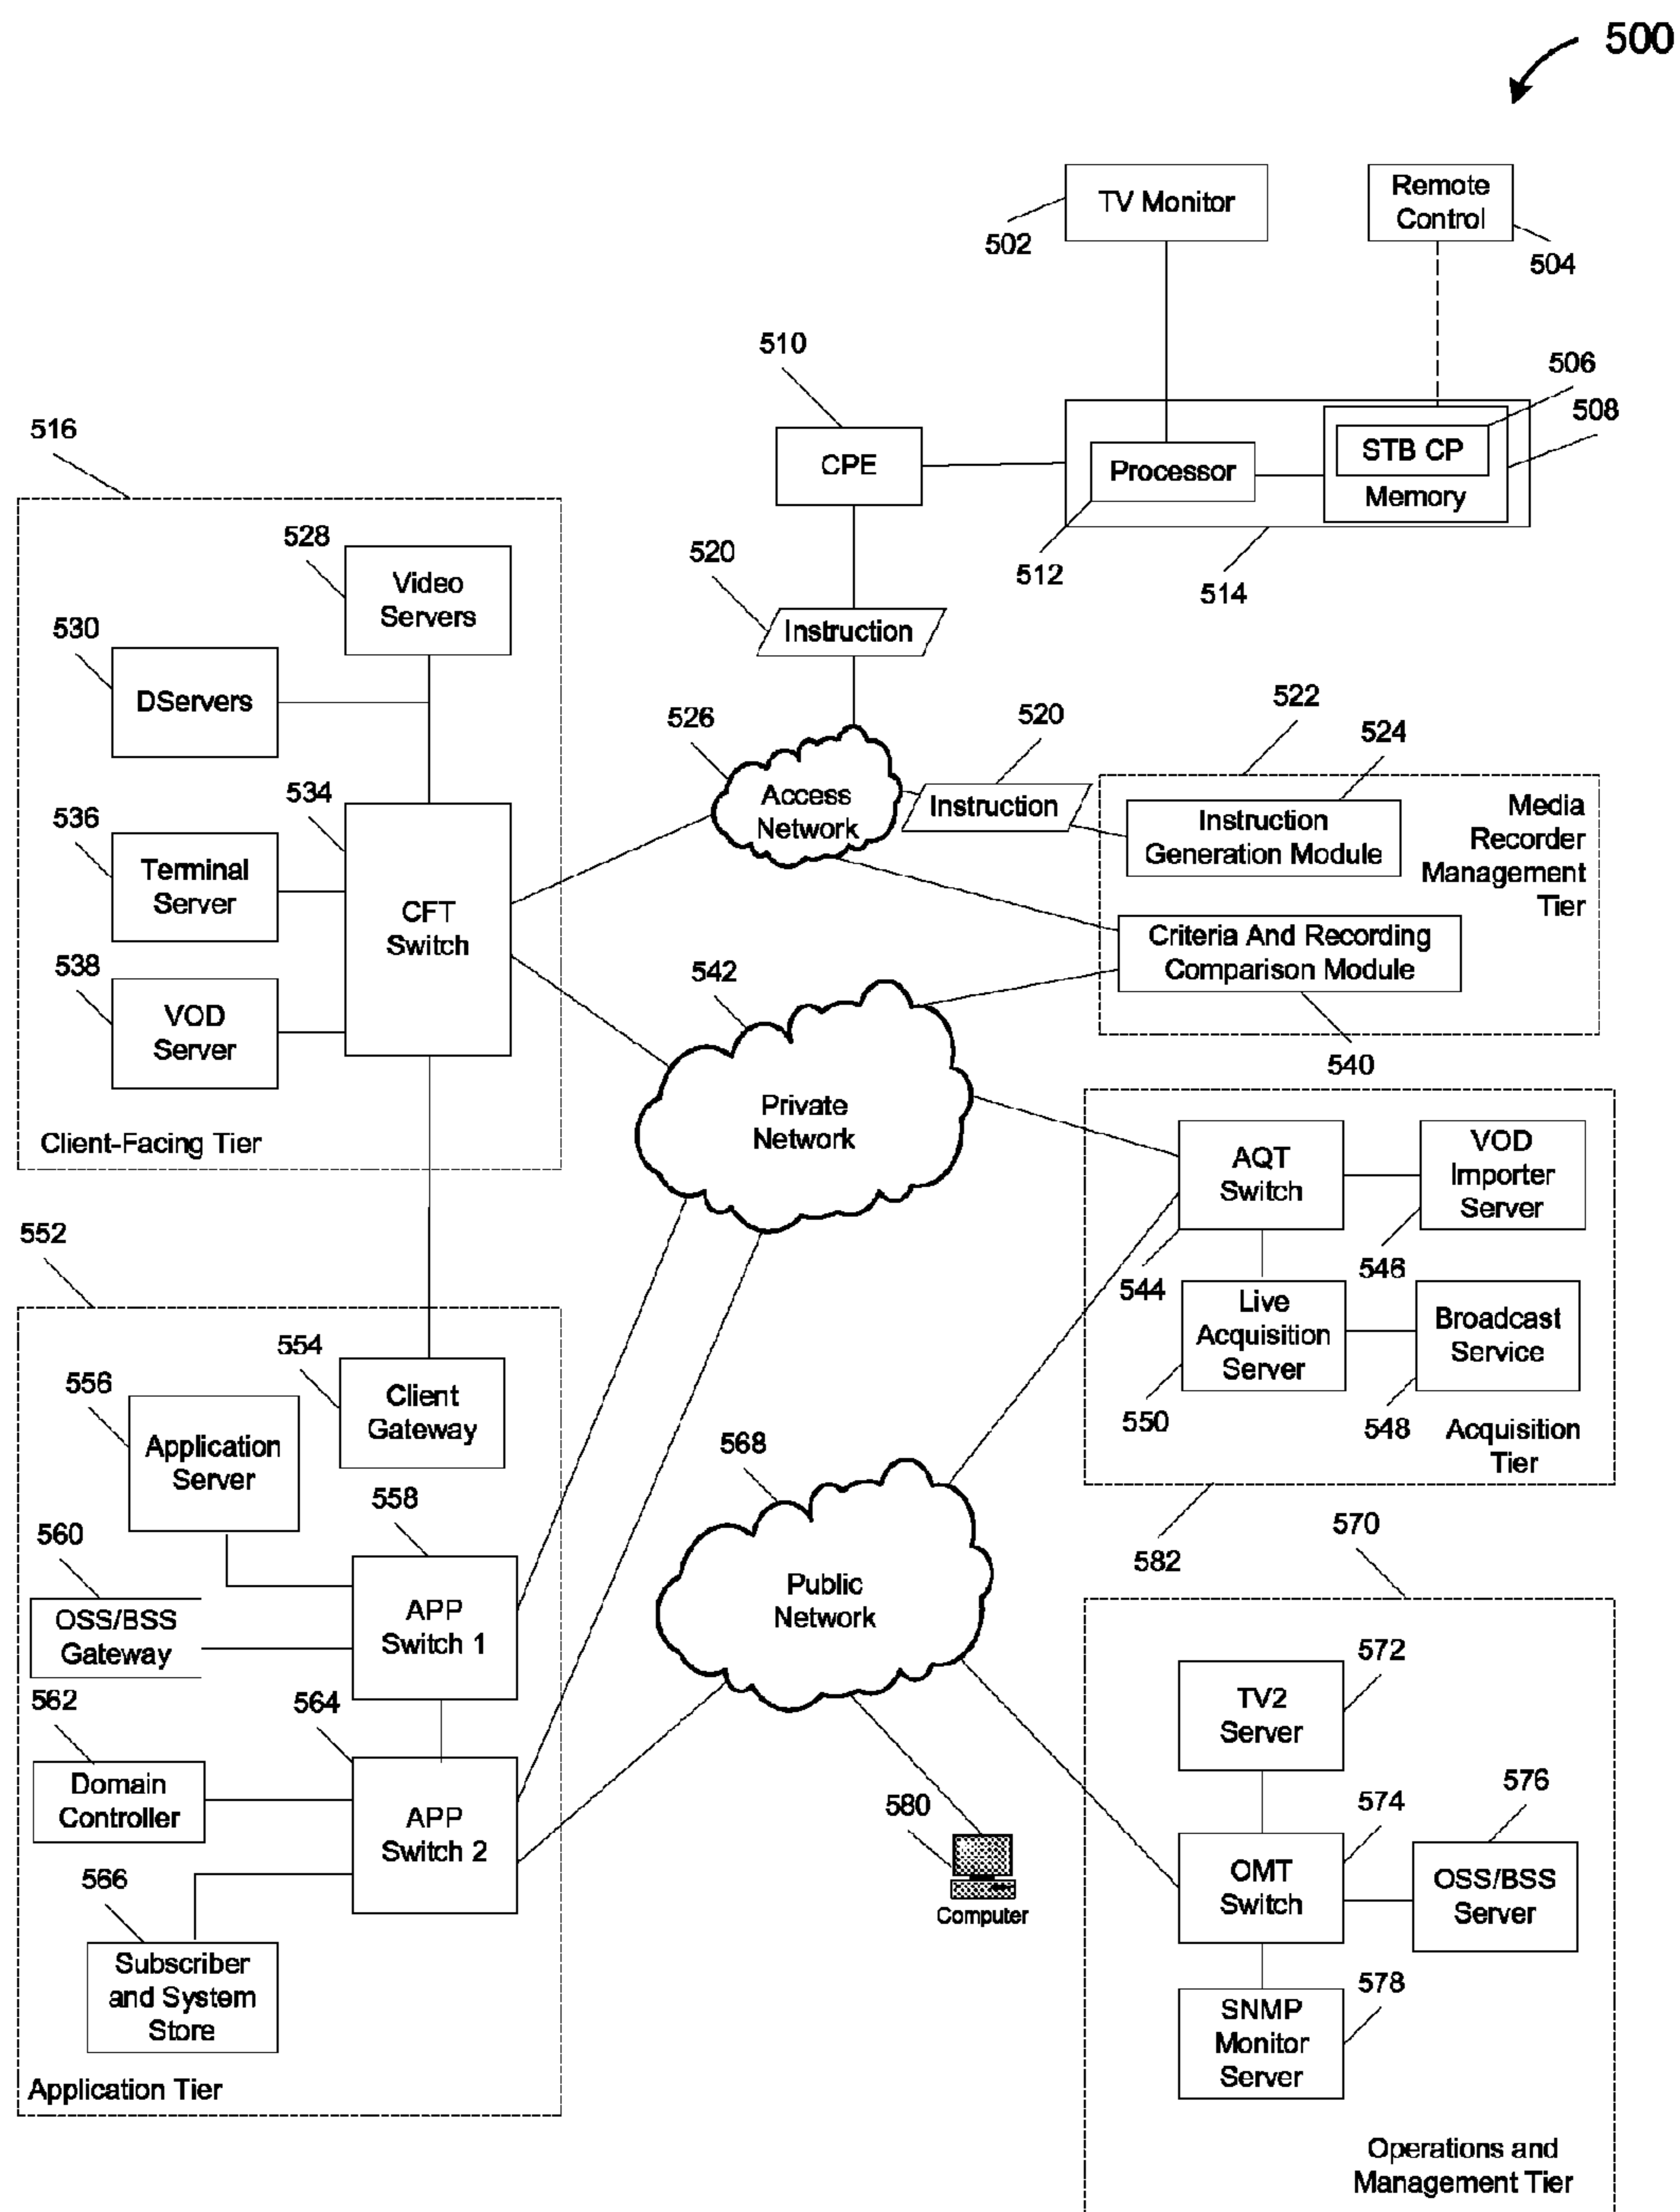 500
TV Monitor
502
Remote
Control
504
510
CPE
506
508
STB CP
Memory
Processor
512
514
516
520
Instruction
528
Video
Servers
530
DServers
534
536
Terminal
Server
538
VOD
Server
CFT
Switch
Client-Facing Tier
526
Access
Network
520
Instruction
522
524
Instruction
Generation Module
Media
Recorder
Management
Tier
Criteria And Recording
Comparison Module
540
542
Private
Network
AQT
Switch
544
VOD
Importer
Server
546
Live
Acquisition
Server
550
Broadcast
Service
548
Acquisition
Tier
582
552
554
Client
Gateway
556
Application
Server
558
560
OSS/BSS
Gateway
APP
Switch 1
562
564
Domain
Controller
APP
Switch 2
566
Subscriber
and System
Store
Application Tier
568
Public
Network
580
Computer
570
572
TV2
Server
574
576
OMT
Switch
OSS/BSS
Server
578
SNMP
Monitor
Server
Operations and
Management Tier